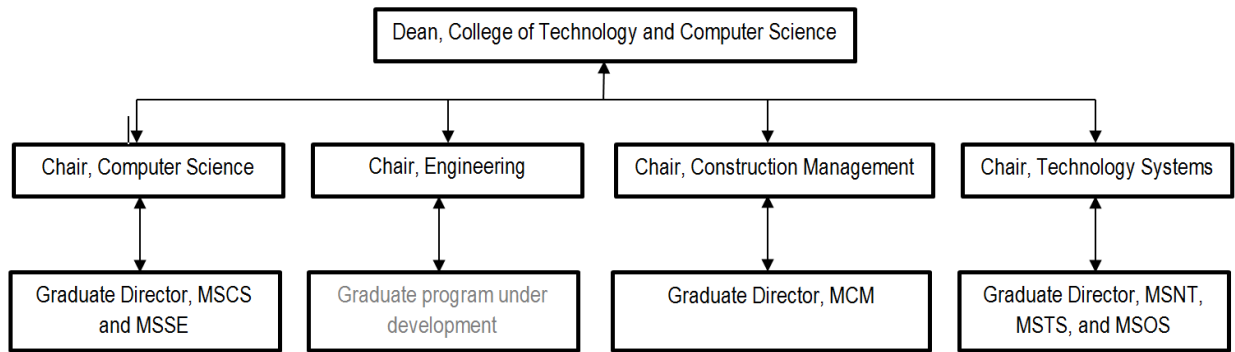 Dean, College of Technology and Computer Science
Chair, Computer Science
Chair, Engineering
Chair, Construction Management
Chair, Technology Systems
Graduate Director, MSCS
and MSSE
Graduate program under
development
Graduate Director, MCM
Graduate Director, MSNT,
MSTS, and MSOS